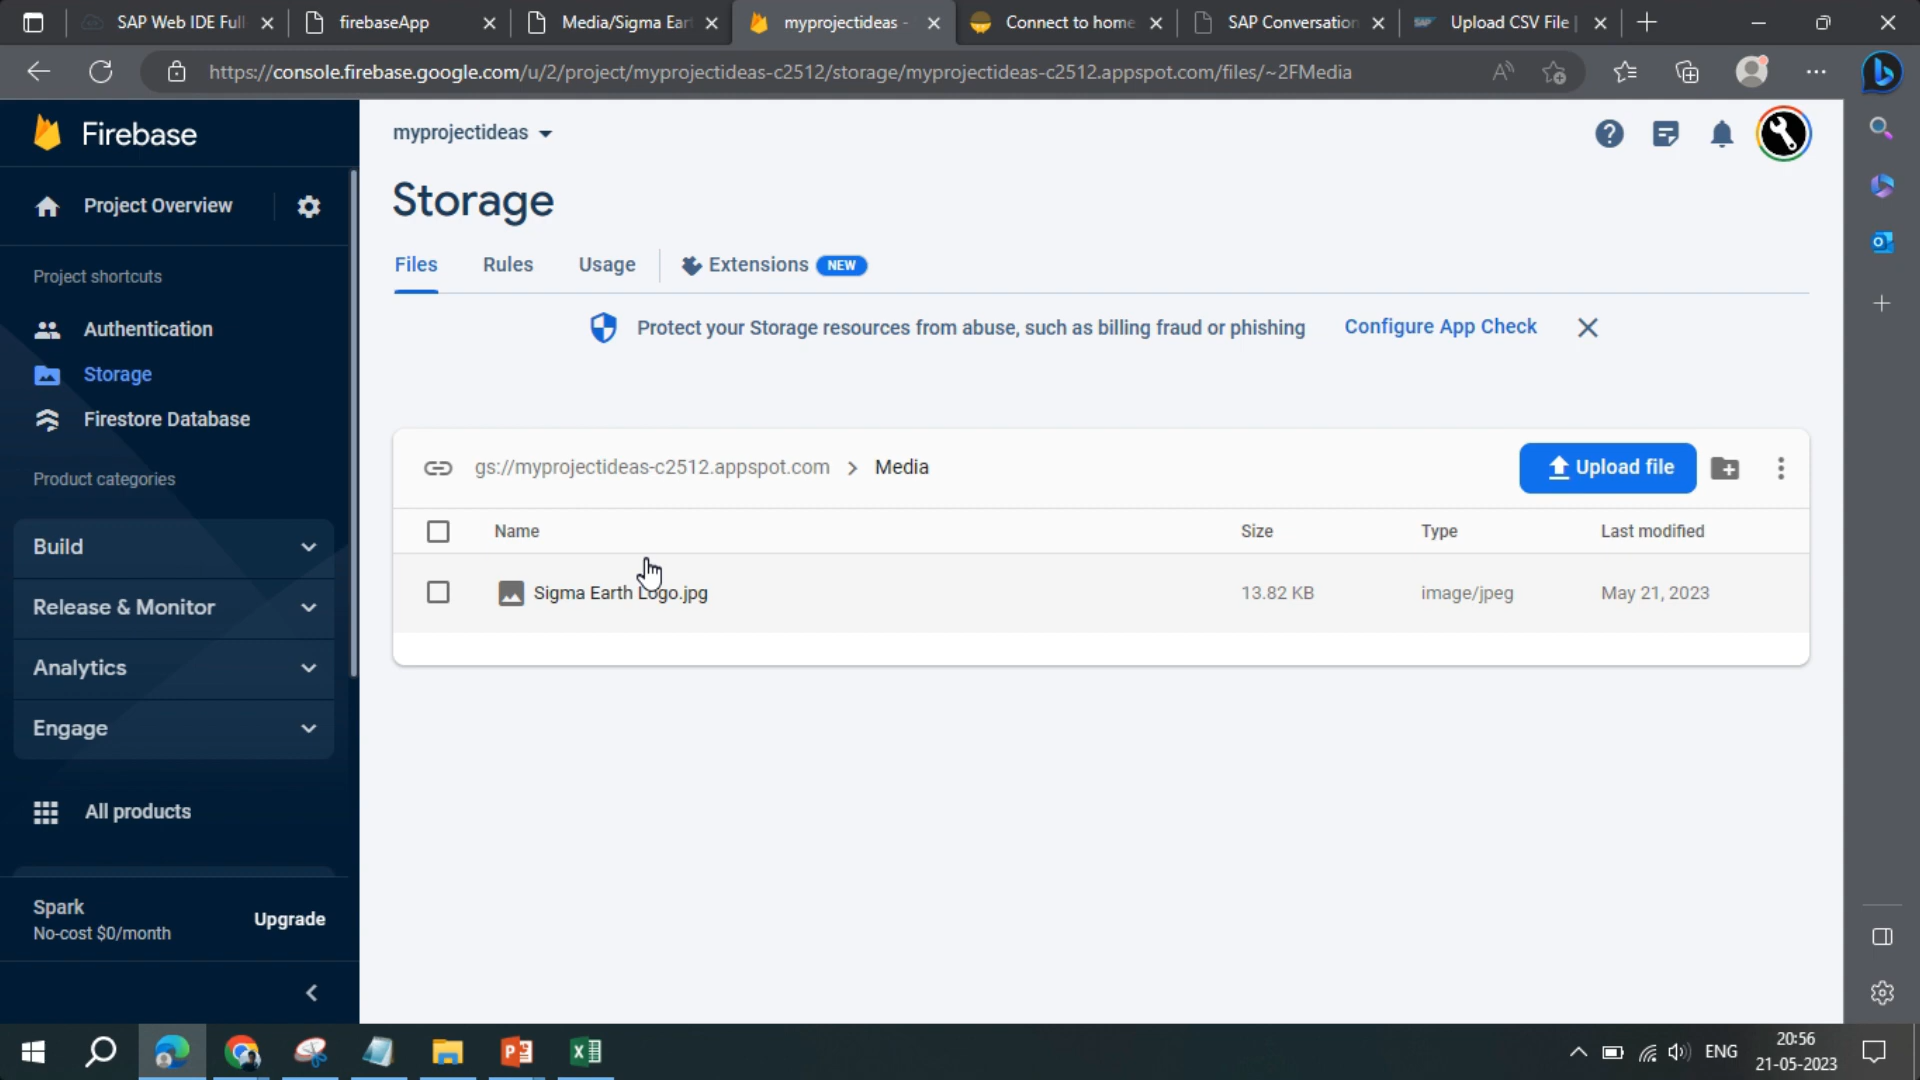 SAP Web IDE Full
firebaseApp
Media/Sigma Ear
myprojectideas -
Connect to home
SAP Conversation
Upload CSV File |
https://console.firebase.google.com/u/2/project/myprojectideas-c2512/storage/myprojectideas-c2512.appspot.com/files/~2FMedia
Firebase
myprojectideas
Project Overview
Storage
Project shortcuts
Files
Rules
Usage
Extensions
NEW
Authentication
Protect your Storage resources from abuse, such as billing fraud or phishing
Configure App Check
Storage
Firestore Database
Product categories
gs://myprojectideas-c2512.appspot.com > Media
Upload file
Name
Size
Type
Last modified
Build
Sigma Earth Logo.jpg
13.82 KB
image/jpeg
May 21, 2023
Release & Monitor
Analytics
Engage
All products
Spark
No-cost $0/month
Upgrade
ENG
20:56
21-05-2023